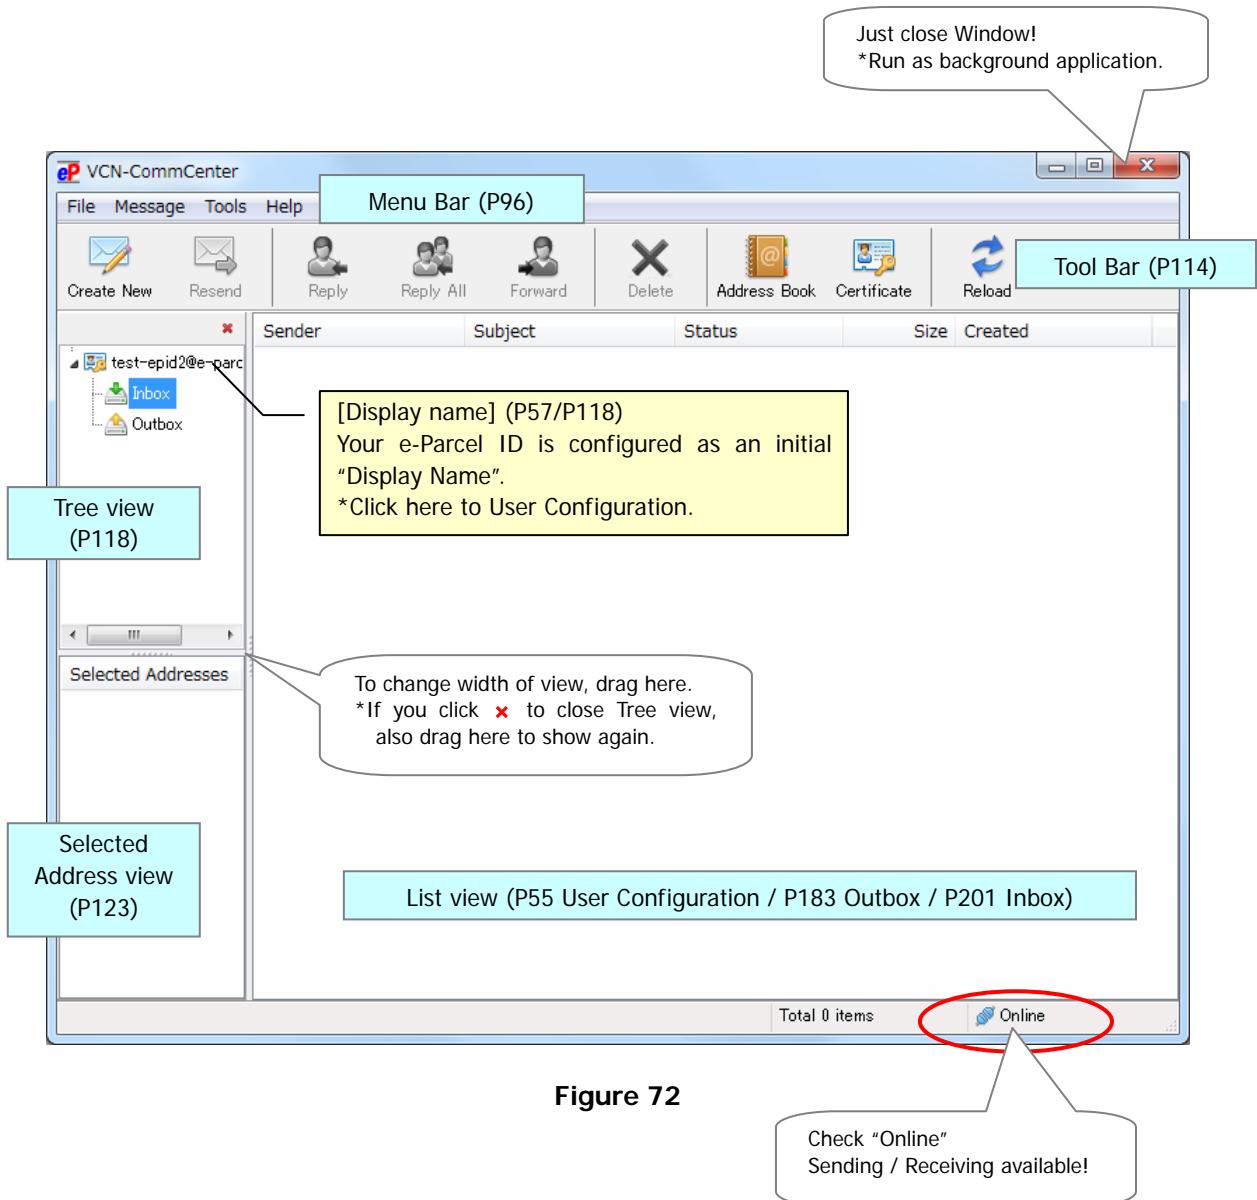 Just close Window!
*Run as background application.
eP VCN-CommCenter
File Message Tools Help
Menu Bar (P96)
Create New Resend Reply Reply All Forward Delete Address Book Certificate Reload
Tool Bar (P114)
Sender Subject Status Size Created
test-epid2@e-parc
Inbox
Outbox
[Display name] (P57/P118)
Your e-Parcel ID is configured as an initial
“Display Name”.
*Click here to User Configuration.
Tree view
(P118)
Selected Addresses
To change width of view, drag here.
*If you click × to close Tree view,
also drag here to show again.
Selected
Address view
(P123)
List view (P55 User Configuration / P183 Outbox / P201 Inbox)
Total 0 items Online
Figure 72
Check “Online”
Sending / Receiving available!